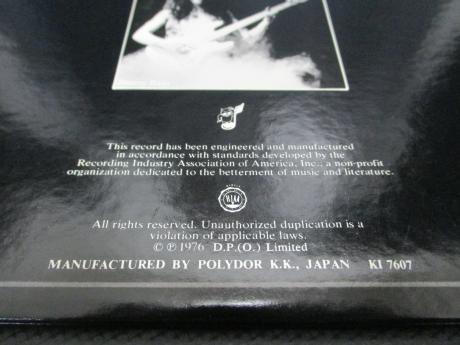 This record has been engineered and manufactured
in accordance with standards developed by the
Recording Industry Association of America, Inc., a non-profit
organization dedicated to the betterment of music and literature.
All rights reserved. Unauthorized duplication is a
violation of applicable laws.
© ℗ 1976 D.P.(O.) Limited
MANUFACTURED BY POLYDOR K.K., JAPAN KI 7607